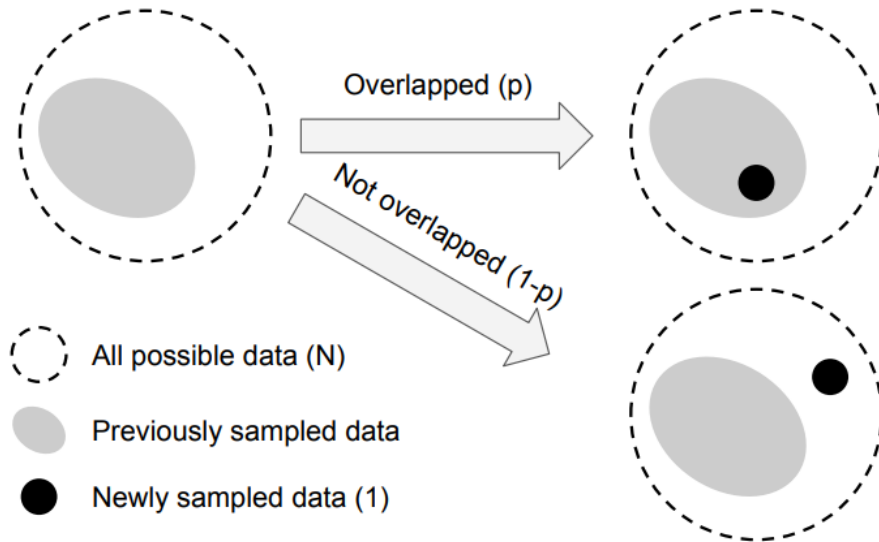 Overlapped (p)
Not overlapped (1-p)
All possible data (N)
Previously sampled data
Newly sampled data (1)